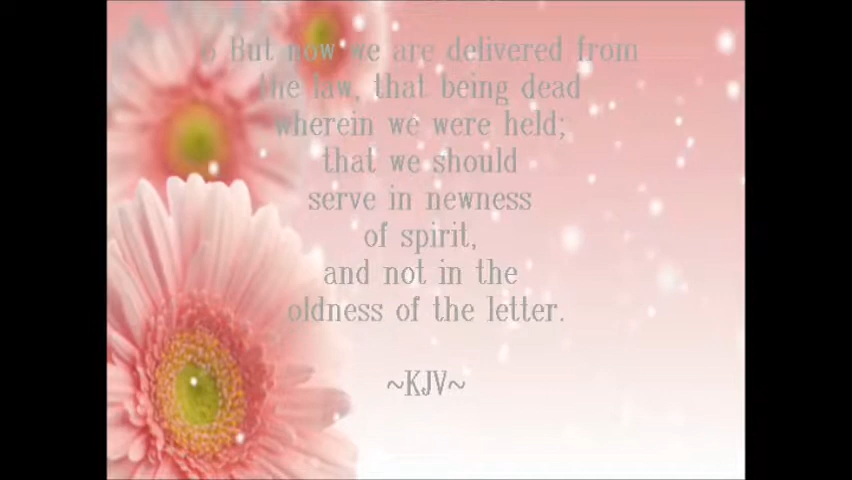 6 But now we are delivered from
the law, that being dead
wherein we were held;
that we should
serve in newness
of spirit,
and not in the
oldness of the letter.
~KJV~